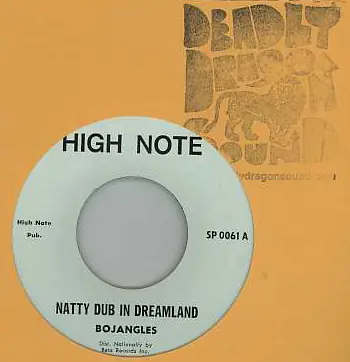 DEADLY
DRAGON
SOUND
HIGH NOTE
High Note
Pub.
SP 0061 A
NATTY DUB IN DREAMLAND
BOJANGLES
Dist. Nationally by
Beta Records Inc.